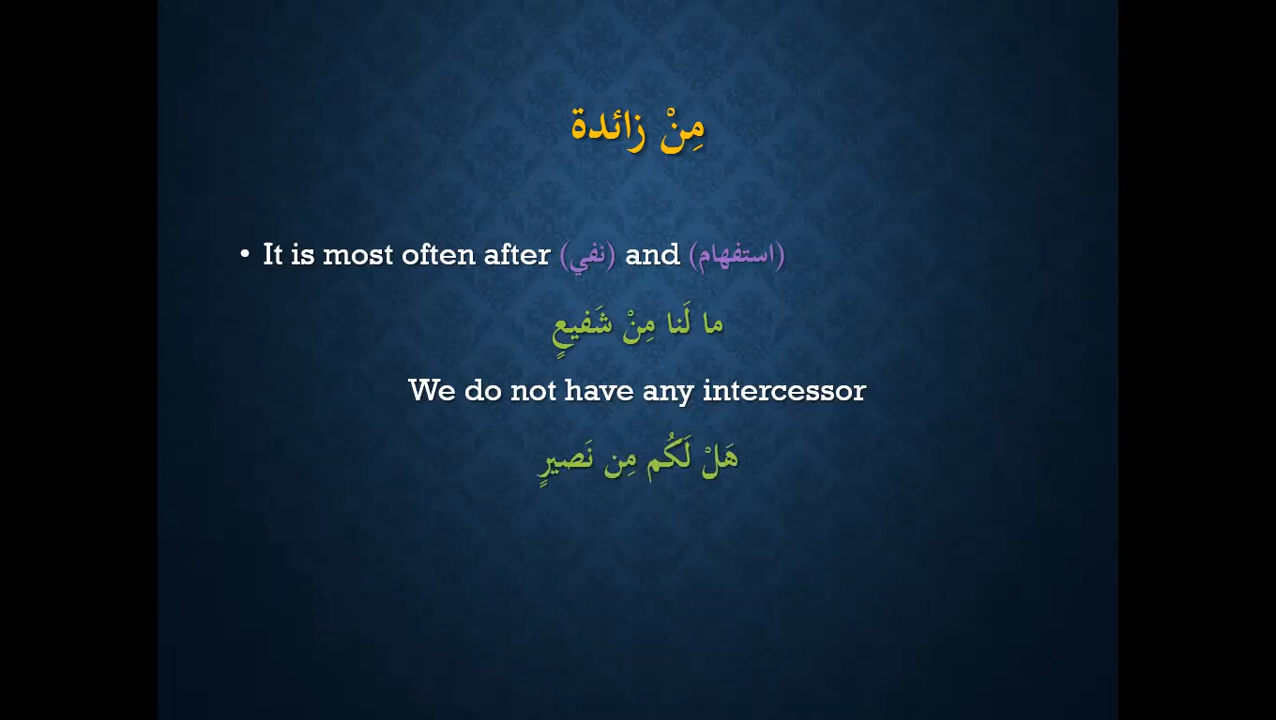 مِنْ زائدة
• It is most often after (نفي) and (استفهام)
ما لَنا مِنْ شَفيعٍ
We do not have any intercessor
هَلْ لَكُم مِن نَصيرٍ